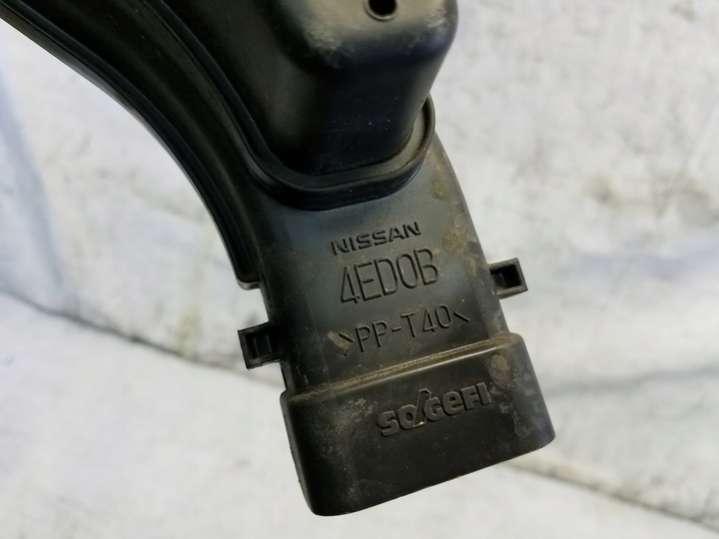 NISSAN
4ED0B
>PP-T40<
SOGEFI